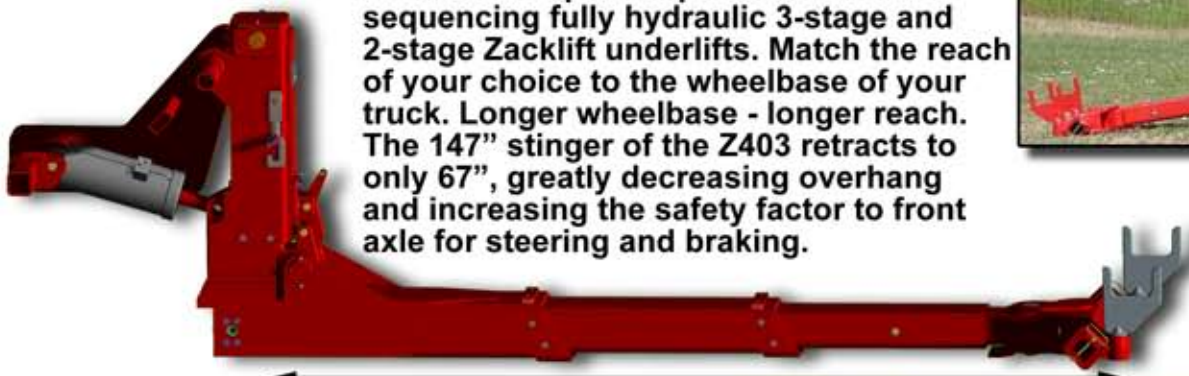 sequencing fully hydraulic 3-stage and
2-stage Zacklift underlifts. Match the reach
of your choice to the wheelbase of your
truck. Longer wheelbase - longer reach.
The 147” stinger of the Z403 retracts to
only 67”, greatly decreasing overhang
and increasing the safety factor to front
axle for steering and braking.